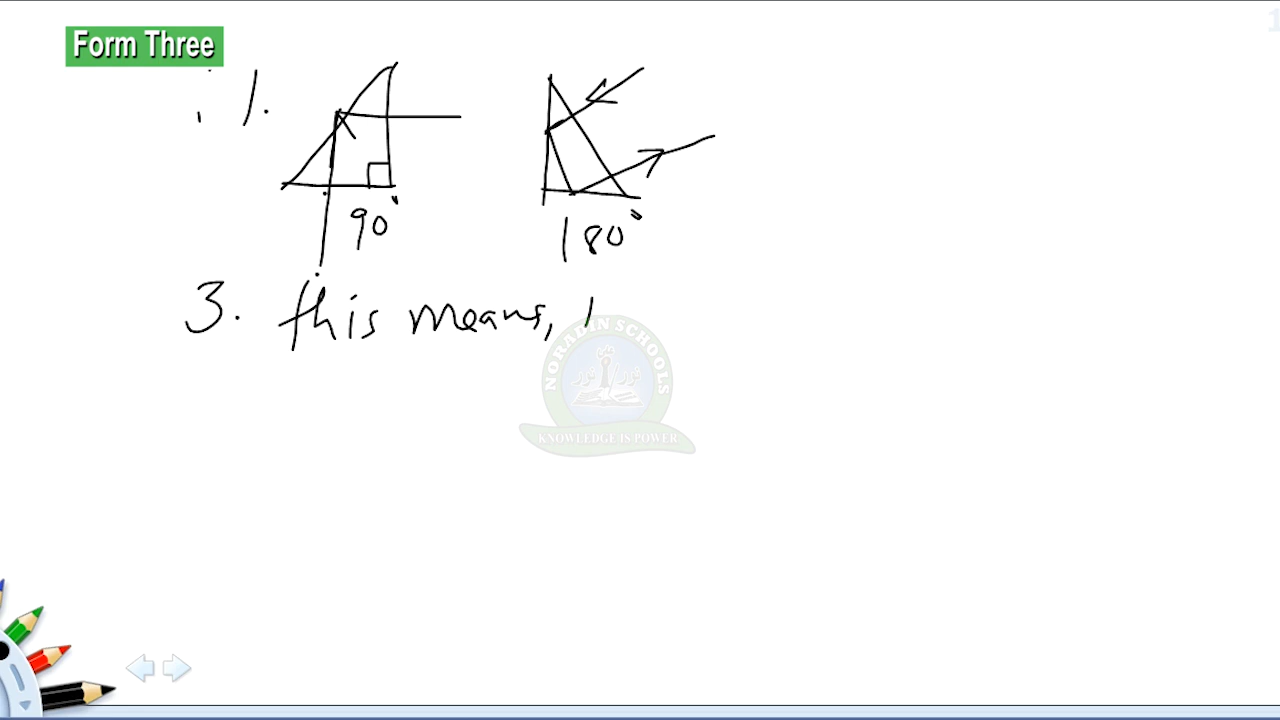 Form Three
1.
90°
180°
3. this means,
NORADIN SCHOOLS
KNOWLEDGE IS POWER